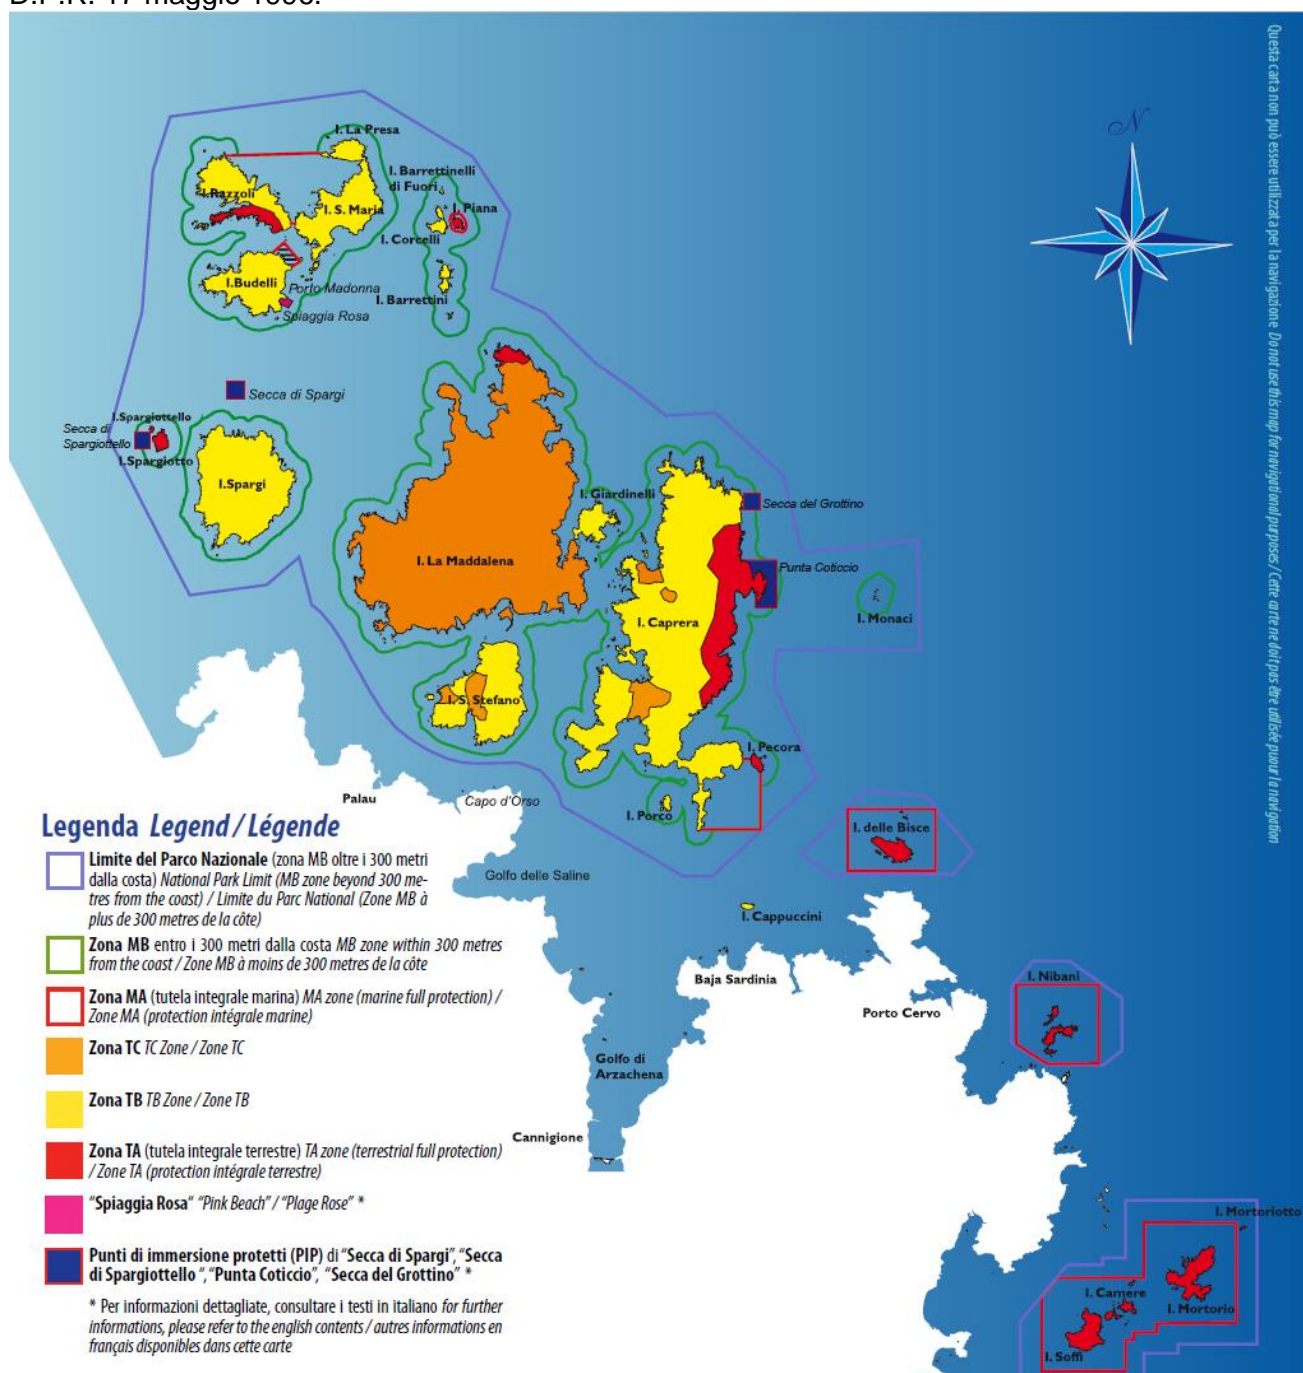 D.P.R. 17 maggio 1996.
N
Questa carta non può essere utilizzata per la navigazione Do not use this map for navigational purposes / Cette carte ne doit pas être utilisée puour la navigation
I. La Presa
I. Barrettinelli
di Fuori
I.Razzoli
I. S. Maria
I. Piana
I. Corcelli
I.Budelli
Porto Madonna
I. Barrettini
Spiaggia Rosa
Secca di Spargi
I.Spargiottello
Secca di
Spargiottello
I.Spargiotto
I.Spargi
I. Giardinelli
Secca del Grottino
I. La Maddalena
Punta Coticcio
I. Caprera
I. Monaci
I. S. Stefano
I. Pecora
Palau
Capo d'Orso
I. Porco
I. delle Bisce
Golfo delle Saline
I. Cappuccini
Baja Sardinia
I. Nibani
Porto Cervo
Golfo di
Arzachena
Cannigione
I. Mortoriotto
I. Camere
I. Mortorio
I. Soffi
Legenda Legend / Légende
Limite del Parco Nazionale (zona MB oltre i 300 metri
dalla costa) National Park Limit (MB zone beyond 300 me-
tres from the coast) / Limite du Parc National (Zone MB à
plus de 300 metres de la côte)
Zona MB entro i 300 metri dalla costa MB zone within 300 metres
from the coast / Zone MB à moins de 300 metres de la côte
Zona MA (tutela integrale marina) MA zone (marine full protection) /
Zone MA (protection intégrale marine)
Zona TC TC Zone / Zone TC
Zona TB TB Zone / Zone TB
Zona TA (tutela integrale terrestre) TA zone (terrestrial full protection)
/ Zone TA (protection intégrale terrestre)
"Spiaggia Rosa" "Pink Beach" / "Plage Rose" *
Punti di immersione protetti (PIP) di "Secca di Spargi", "Secca
di Spargiottello ", "Punta Coticcio", "Secca del Grottino" *
* Per informazioni dettagliate, consultare i testi in italiano for further
informations, please refer to the english contents / autres informations en
français disponibles dans cette carte